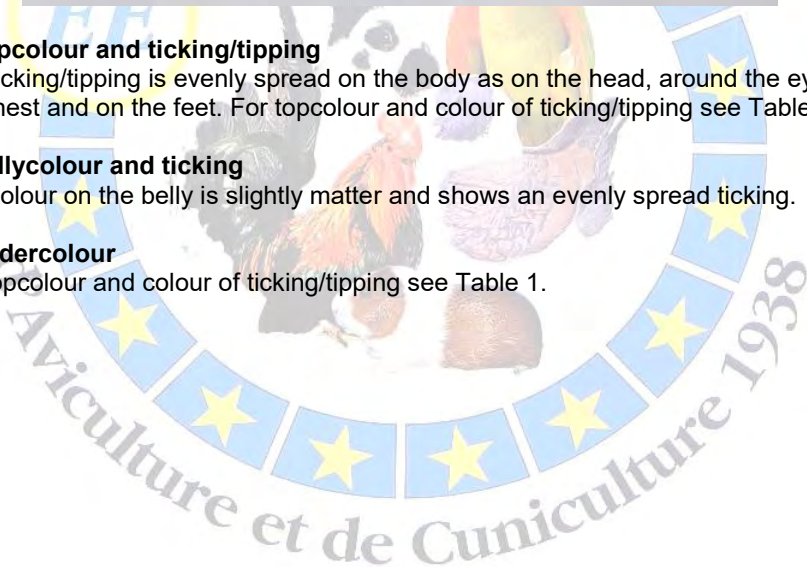 EE
pcolour and ticking/tipping
cking/tipping is evenly spread on the body as on the head, around the ey
nest and on the feet. For topcolour and colour of ticking/tipping see Table
llycolour and ticking
olour on the belly is slightly matter and shows an evenly spread ticking.
dercolour
opcolour and colour of ticking/tipping see Table 1.
Aviculture et de Cuniculture 1938